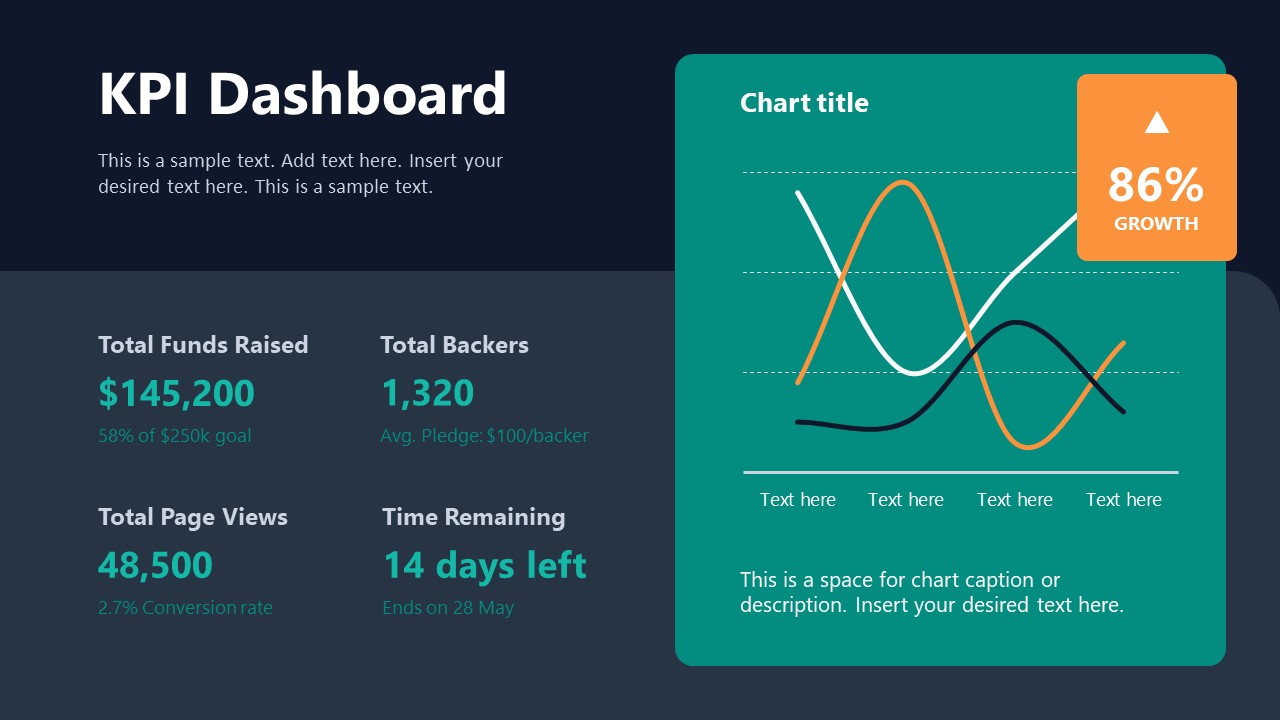 KPI Dashboard
This is a sample text. Add text here. Insert your
desired text here. This is a sample text.
Total Funds Raised
$145,200
58% of $250k goal
Total Backers
1,320
Avg. Pledge: $100/backer
Total Page Views
48,500
2.7% Conversion rate
Time Remaining
14 days left
Ends on 28 May
Chart title
86%
GROWTH
Text here
Text here
Text here
Text here
This is a space for chart caption or
description. Insert your desired text here.